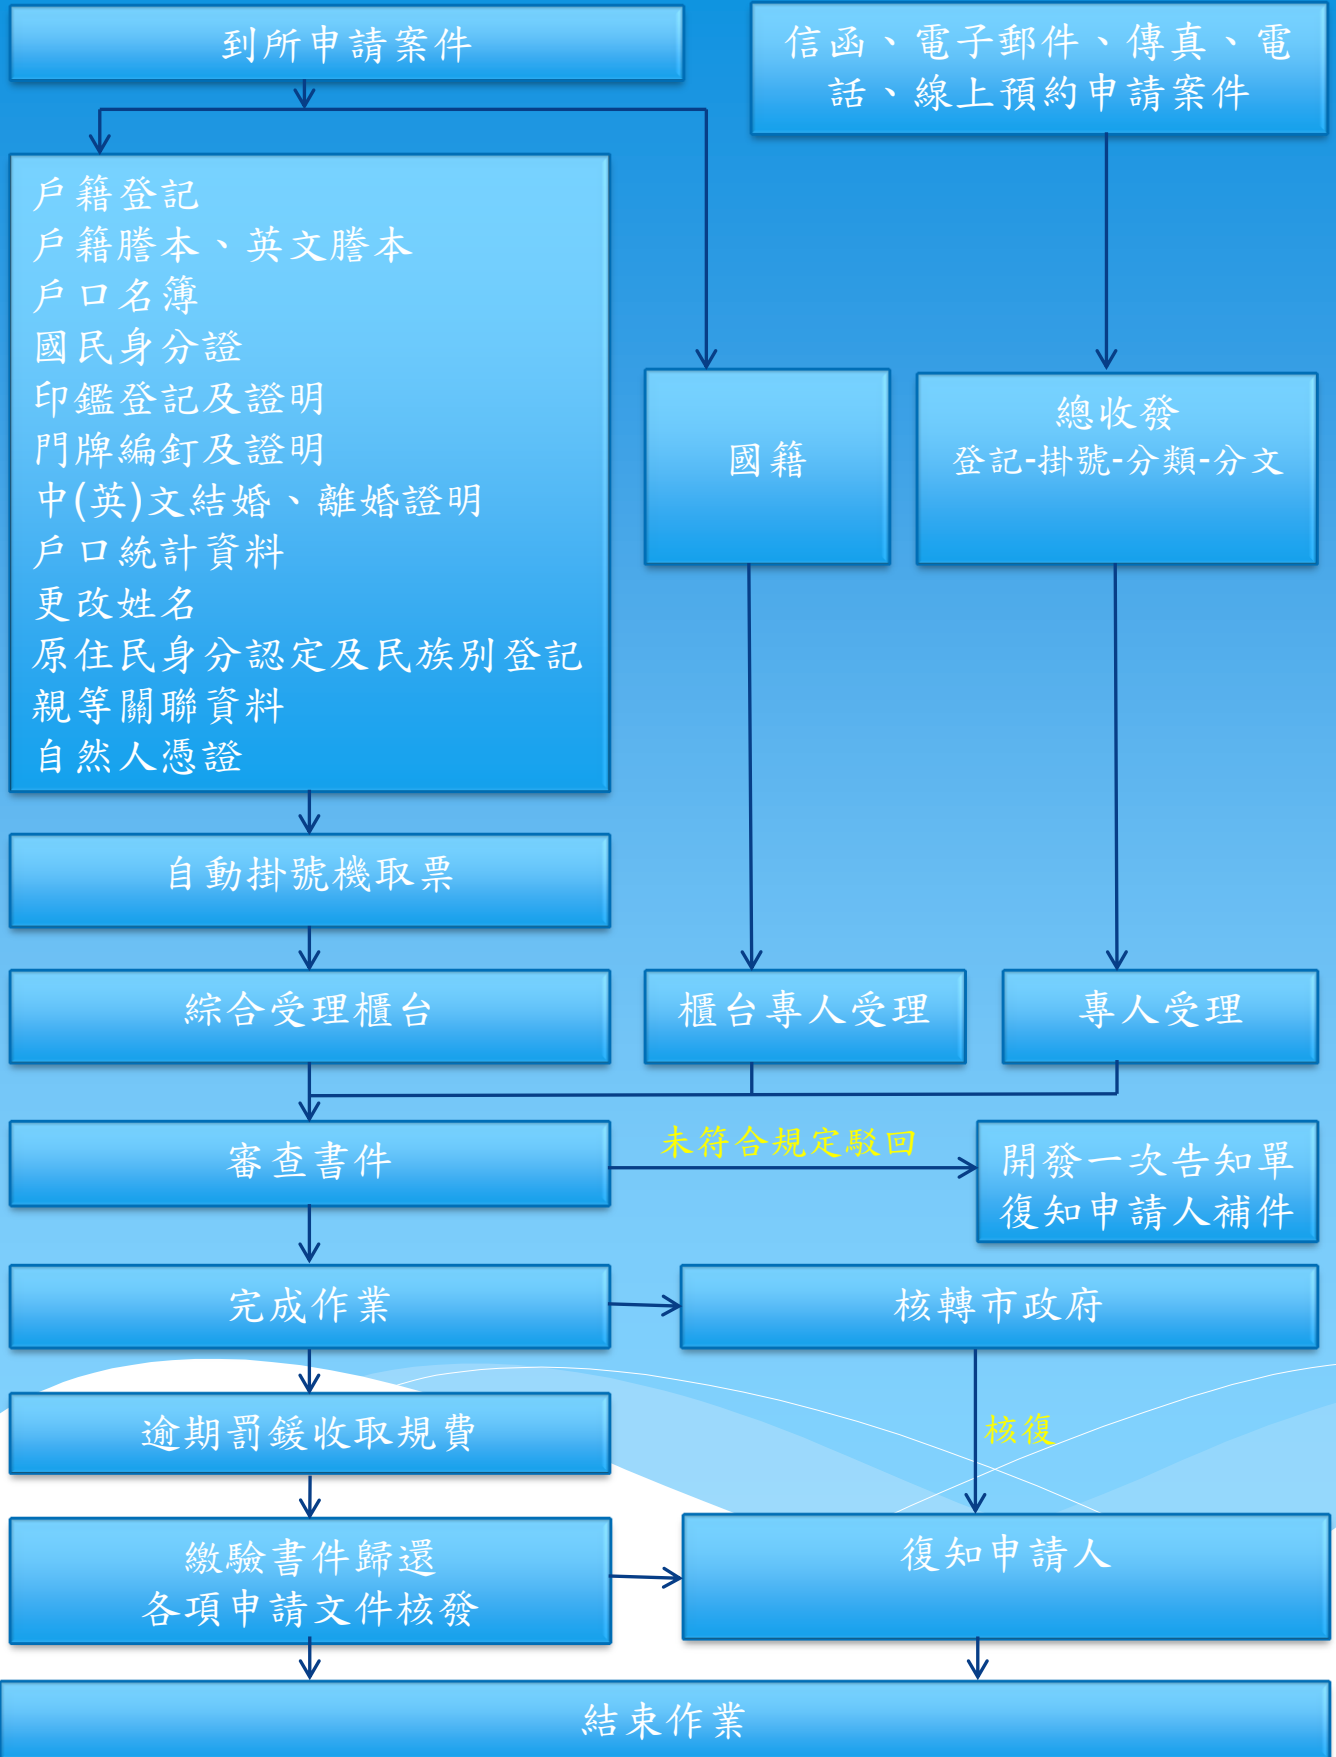 到所申請案件
信函、電子郵件、傳真、電
話、線上預約申請案件
戶籍登記
戶籍謄本、英文謄本
戶口名簿
國民身分證
印鑑登記及證明
門牌編釘及證明
中(英)文結婚、離婚證明
戶口統計資料
更改姓名
原住民身分認定及民族別登記
親等關聯資料
自然人憑證
國籍
總收發
登記-掛號-分類-分文
自動掛號機取票
綜合受理櫃台
櫃台專人受理
專人受理
審查書件
未符合規定駁回
開發一次告知單
復知申請人補件
完成作業
核轉市政府
逾期罰鍰收取規費
核復
繳驗書件歸還
各項申請文件核發
復知申請人
結束作業